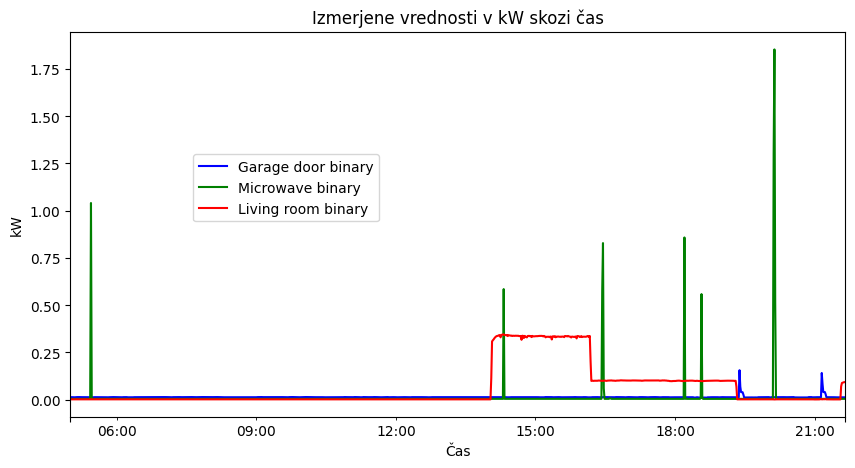 Izmerjene vrednosti v kW skozi čas
1.75
1.50
1.25
1.00
0.75
0.50
0.25
0.00
kW
Garage door binary
Microwave binary
Living room binary
06:00 09:00 12:00 15:00 18:00 21:00
Čas